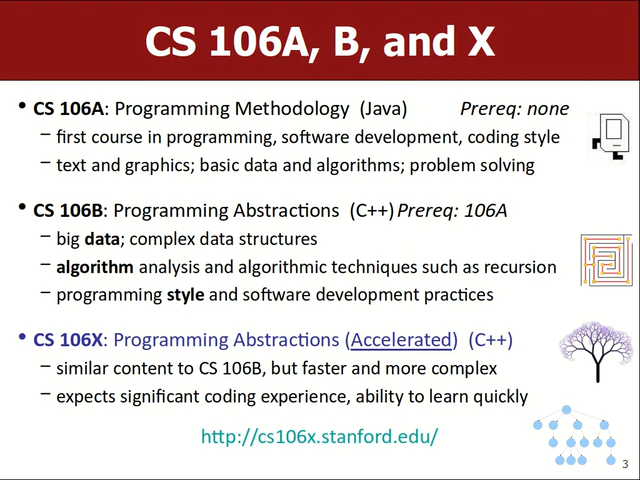 CS 106A, B, and X
• CS 106A: Programming Methodology (Java) Prereq: none
– first course in programming, software development, coding style
– text and graphics; basic data and algorithms; problem solving
• CS 106B: Programming Abstractions (C++) Prereq: 106A
– big data; complex data structures
– algorithm analysis and algorithmic techniques such as recursion
– programming style and software development practices
• CS 106X: Programming Abstractions (Accelerated) (C++)
– similar content to CS 106B, but faster and more complex
– expects significant coding experience, ability to learn quickly
http://cs106x.stanford.edu/
3